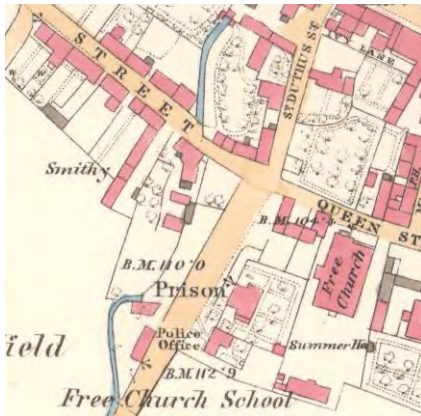 STREET
ST DUTHUS ST.
LANE
Smithy
QUEEN ST
P.H.
B.M. 104·
B.M. 110·0
Free Church
Prison
Police Office
field
Summer Ho.
B.M. 112·9
Free Church School